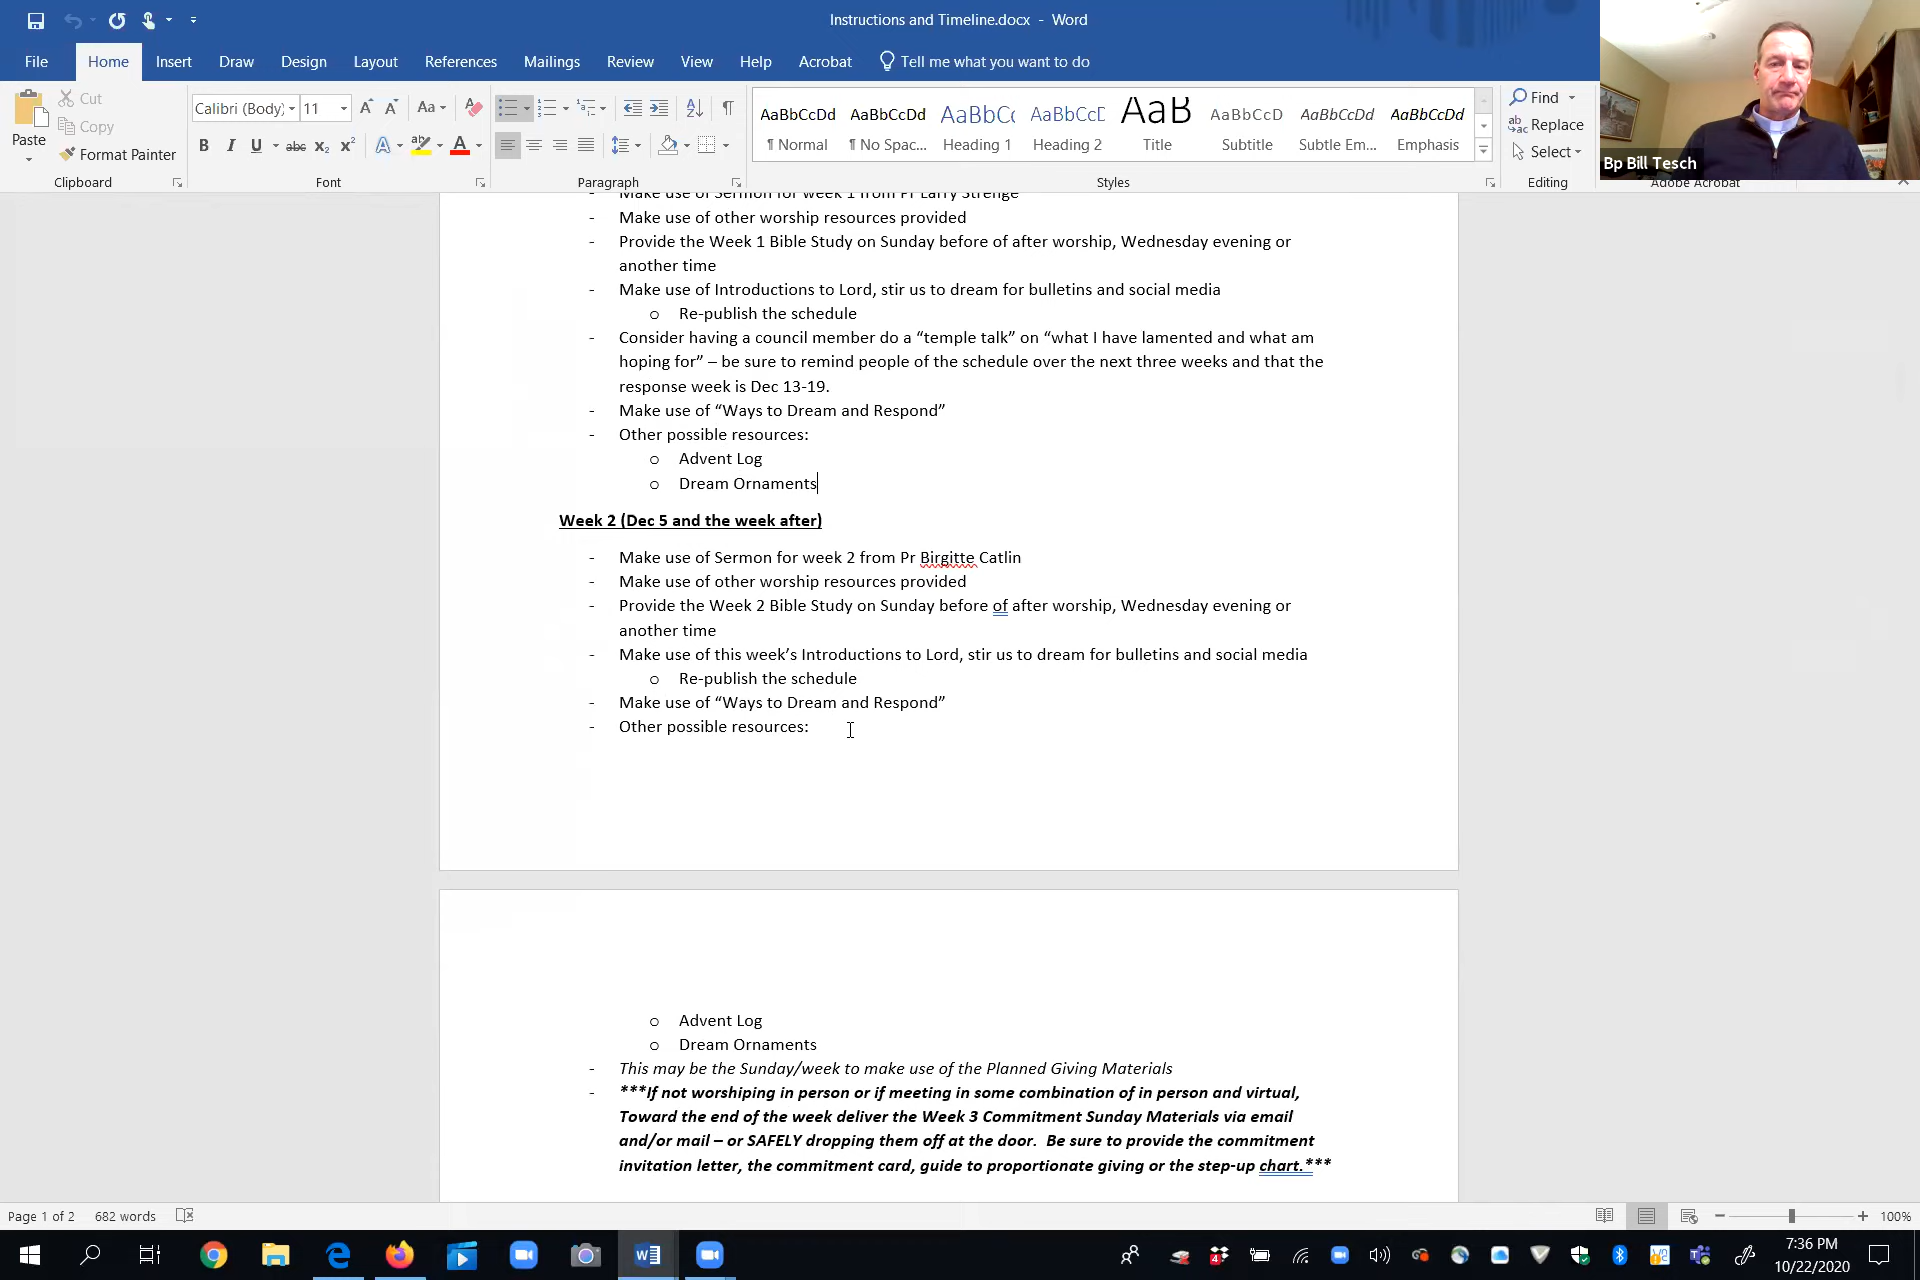 Instructions and Timeline.docx - Word
File Home Insert Draw Design Layout References Mailings Review View Help Acrobat Tell me what you want to do
Paste
Cut
Copy
Format Painter
Calibri (Body) 11
Aa
AaBbCcDd AaBbCcDd AaBbCc AaBbCcD AaB AaBbCcD AaBbCcDd AaBbCcDd
¶ Normal ¶ No Spac... Heading 1 Heading 2 Title Subtitle Subtle Em... Emphasis
Find
Replace
Select
Clipboard Font Paragraph Styles Editing Adobe Acrobat
Bp Bill Tesch
- Make use of Sermon for week 1 from Pr Larry Strenge
- Make use of other worship resources provided
- Provide the Week 1 Bible Study on Sunday before of after worship, Wednesday evening or
another time
- Make use of Introductions to Lord, stir us to dream for bulletins and social media
o Re-publish the schedule
- Consider having a council member do a “temple talk” on “what I have lamented and what am
hoping for” – be sure to remind people of the schedule over the next three weeks and that the
response week is Dec 13-19.
- Make use of “Ways to Dream and Respond”
- Other possible resources:
o Advent Log
o Dream Ornaments
Week 2 (Dec 5 and the week after)
- Make use of Sermon for week 2 from Pr Birgitte Catlin
- Make use of other worship resources provided
- Provide the Week 2 Bible Study on Sunday before of after worship, Wednesday evening or
another time
- Make use of this week’s Introductions to Lord, stir us to dream for bulletins and social media
o Re-publish the schedule
- Make use of “Ways to Dream and Respond”
- Other possible resources:
o Advent Log
o Dream Ornaments
- This may be the Sunday/week to make use of the Planned Giving Materials
- ***If not worshiping in person or if meeting in some combination of in person and virtual,
Toward the end of the week deliver the Week 3 Commitment Sunday Materials via email
and/or mail – or SAFELY dropping them off at the door. Be sure to provide the commitment
invitation letter, the commitment card, guide to proportionate giving or the step-up chart.***
Page 1 of 2 682 words 100%
7:36 PM
10/22/2020